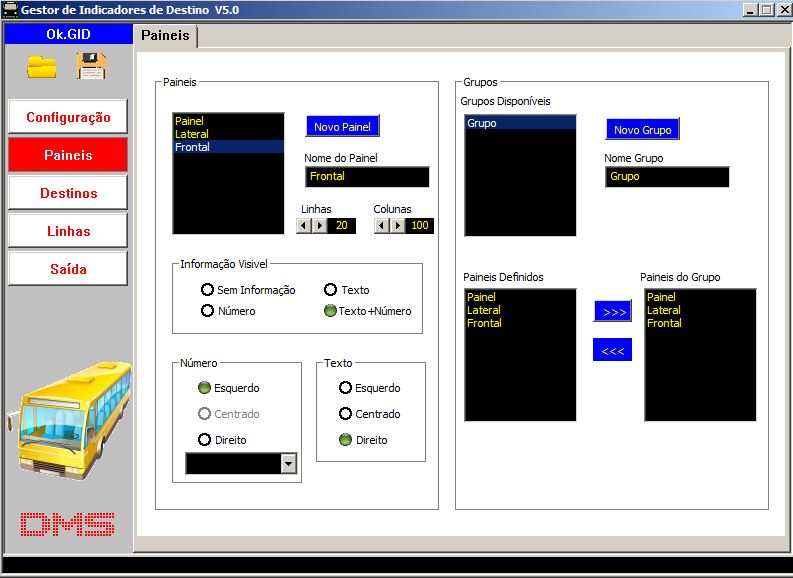 Gestor de Indicadores de Destino V5.0
Ok.GID
Configuração
Paineis
Destinos
Linhas
Saída
DMS
Paineis
Paineis
Painel
Lateral
Frontal
Novo Painel
Nome do Painel
Frontal
Linhas
20
Colunas
100
Informação Visivel
Sem Informação
Texto
Número
Texto+Número
Número
Esquerdo
Centrado
Direito
Texto
Esquerdo
Centrado
Direito
Grupos
Grupos Disponíveis
Grupo
Novo Grupo
Nome Grupo
Grupo
Paineis Definidos
Painel
Lateral
Frontal
>>>
<<<
Paineis do Grupo
Painel
Lateral
Frontal